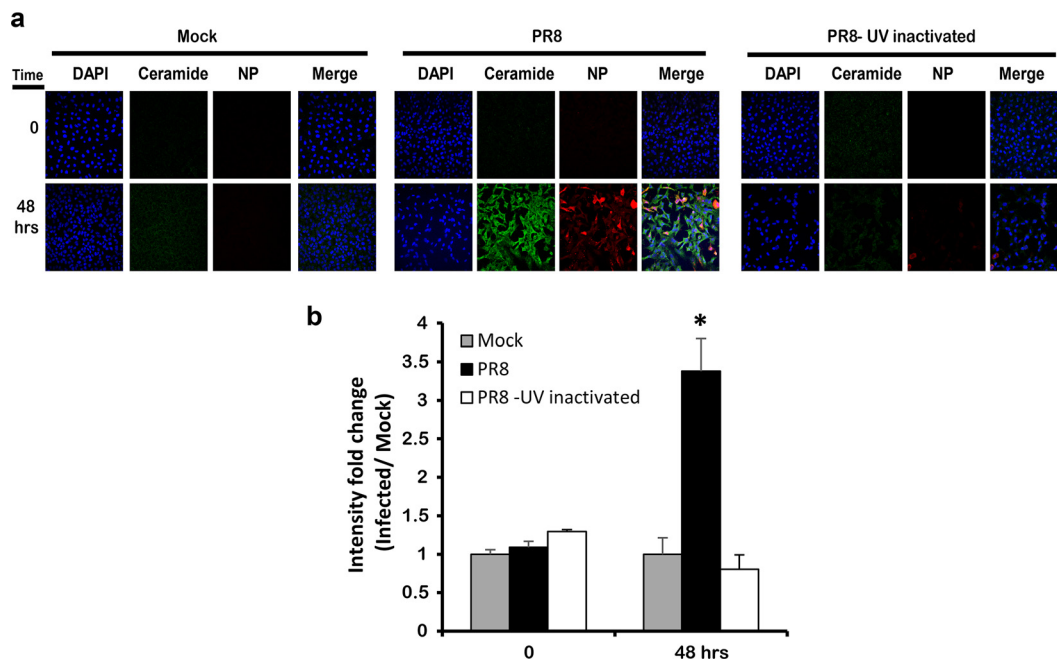 a
Mock PR8 PR8- UV inactivated
Time DAPI Ceramide NP Merge DAPI Ceramide NP Merge DAPI Ceramide NP Merge
0
48
hrs
b
4
3.5
3
2.5
2
1.5
1
0.5
0
Intensity fold change
(Infected/ Mock)
Mock
PR8
PR8 -UV inactivated
*
0 48 hrs